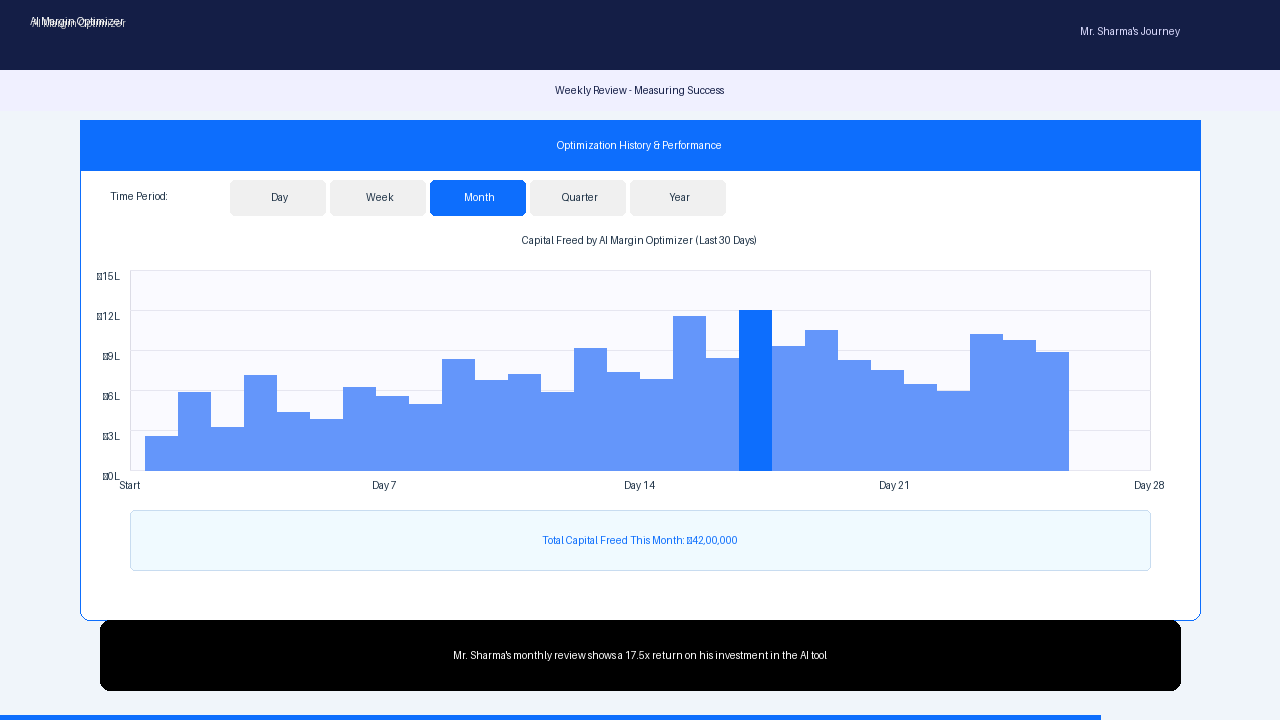 AI Margin Optimizer
Mr. Sharma's Journey
Weekly Review - Measuring Success
Optimization History & Performance
Time Period:
Day
Week
Month
Quarter
Year
Capital Freed by AI Margin Optimizer (Last 30 Days)
15L
12L
9L
6L
3L
0L
Start
Day 7
Day 14
Day 21
Day 28
Total Capital Freed This Month: 42,00,000
Mr. Sharma's monthly review shows a 17.5x return on his investment in the AI tool